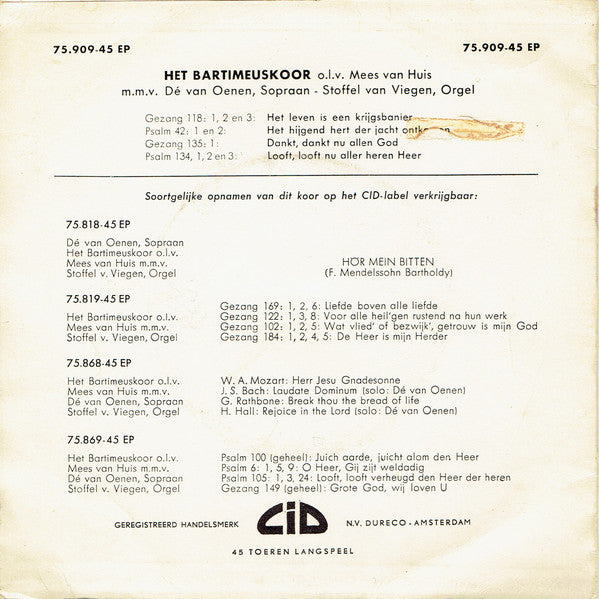 75.909-45 EP
75.909-45 EP
HET BARTIMEUSKOOR o.l.v. Mees van Huis
m.m.v. Dé van Oenen, Sopraan - Stoffel van Viegen, Orgel
Gezang 118: 1, 2 en 3: Het leven is een krijgsbanier
Psalm 42: 1 en 2: Het hijgend hert der jacht
Gezang 135: 1: Dankt, dankt nu allen God
Psalm 134, 1, 2 en 3: Looft, looft nu aller heren Heer
Soortgelijke opnamen van dit koor op het CID-label verkrijgbaar:
75.818-45 EP
Dé van Oenen, Sopraan
Het Bartimeuskoor o.l.v.
Mees van Huis m.m.v.
Stoffel v. Viegen, Orgel
HÖR MEIN BITTEN
(F. Mendelssohn Bartholdy)
75.819-45 EP
Het Bartimeuskoor o.l.v.
Mees van Huis m.m.v.
Stoffel v. Viegen, Orgel
Gezang 169: 1, 2, 6: Liefde boven alle liefde
Gezang 122: 1, 3, 8: Voor alle heil'gen rustend na hun werk
Gezang 102: 1, 2, 5: Wat vlied' of bezwijk', getrouw is mijn God
Gezang 184: 1, 2, 4, 5: De Heer is mijn Herder
75.868-45 EP
Het Bartimeuskoor o.l.v.
Mees van Huis m.m.v.
Dé van Oenen, Sopraan
Stoffel v. Viegen, Orgel
W. A. Mozart: Herr Jesu Gnadesonne
J. S. Bach: Laudate Dominum (solo: Dé van Oenen)
G. Rathbone: Break thou the bread of life
H. Hall: Rejoice in the Lord (solo: Dé van Oenen)
75.869-45 EP
Het Bartimeuskoor o.l.v.
Mees van Huis m.m.v.
Dé van Oenen, Sopraan
Stoffel v. Viegen, Orgel
Psalm 100 (geheel): Juich aarde, juicht alom den Heer
Psalm 6: 1, 5, 9: O Heer, Gij zijt weldadig
Psalm 105: 1, 3, 24: Looft, looft verheugd den Heer der heren
Gezang 149 (geheel): Grote God, wij loven U
GEREGISTREERD HANDELSMERK CID N.V. DURECO - AMSTERDAM
45 TOEREN LANGSPEEL